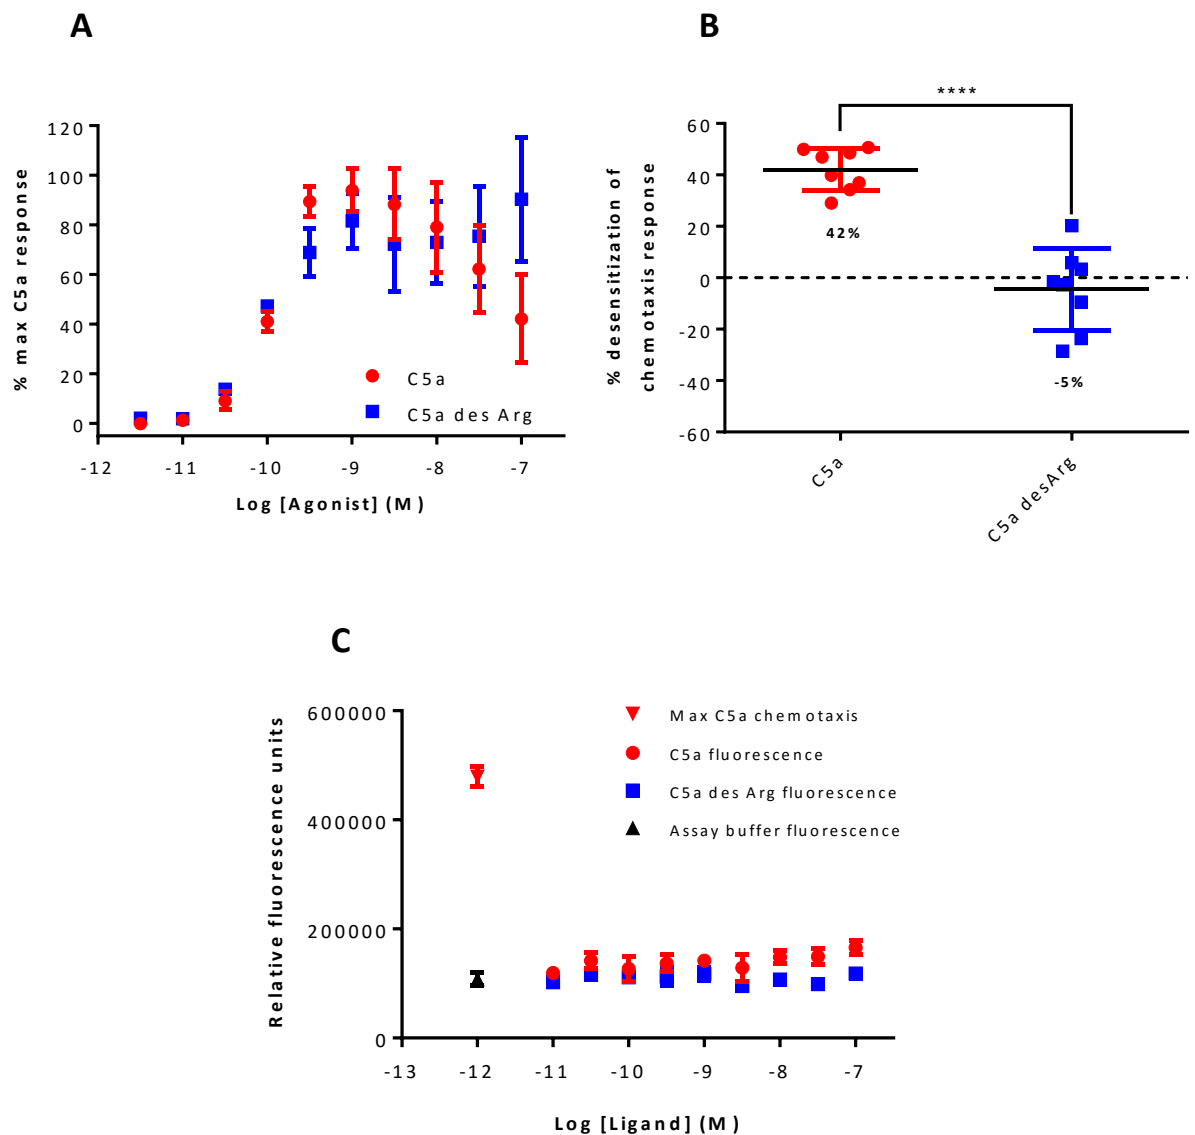 A
% max C5a response
120
100
80
60
40
20
0
C5a
C5a des Arg
-12
-11
-10
-9
-8
-7
Log [Agonist] (M)
B
% desensitization of
chemotaxis response
****
60
40
20
0
-20
-40
-60
42%
-5%
C5a
C5a desArg
C
Relative fluorescence units
600000
400000
200000
0
Max C5a chemotaxis
C5a fluorescence
C5a des Arg fluorescence
Assay buffer fluorescence
-13
-12
-11
-10
-9
-8
-7
Log [Ligand] (M)